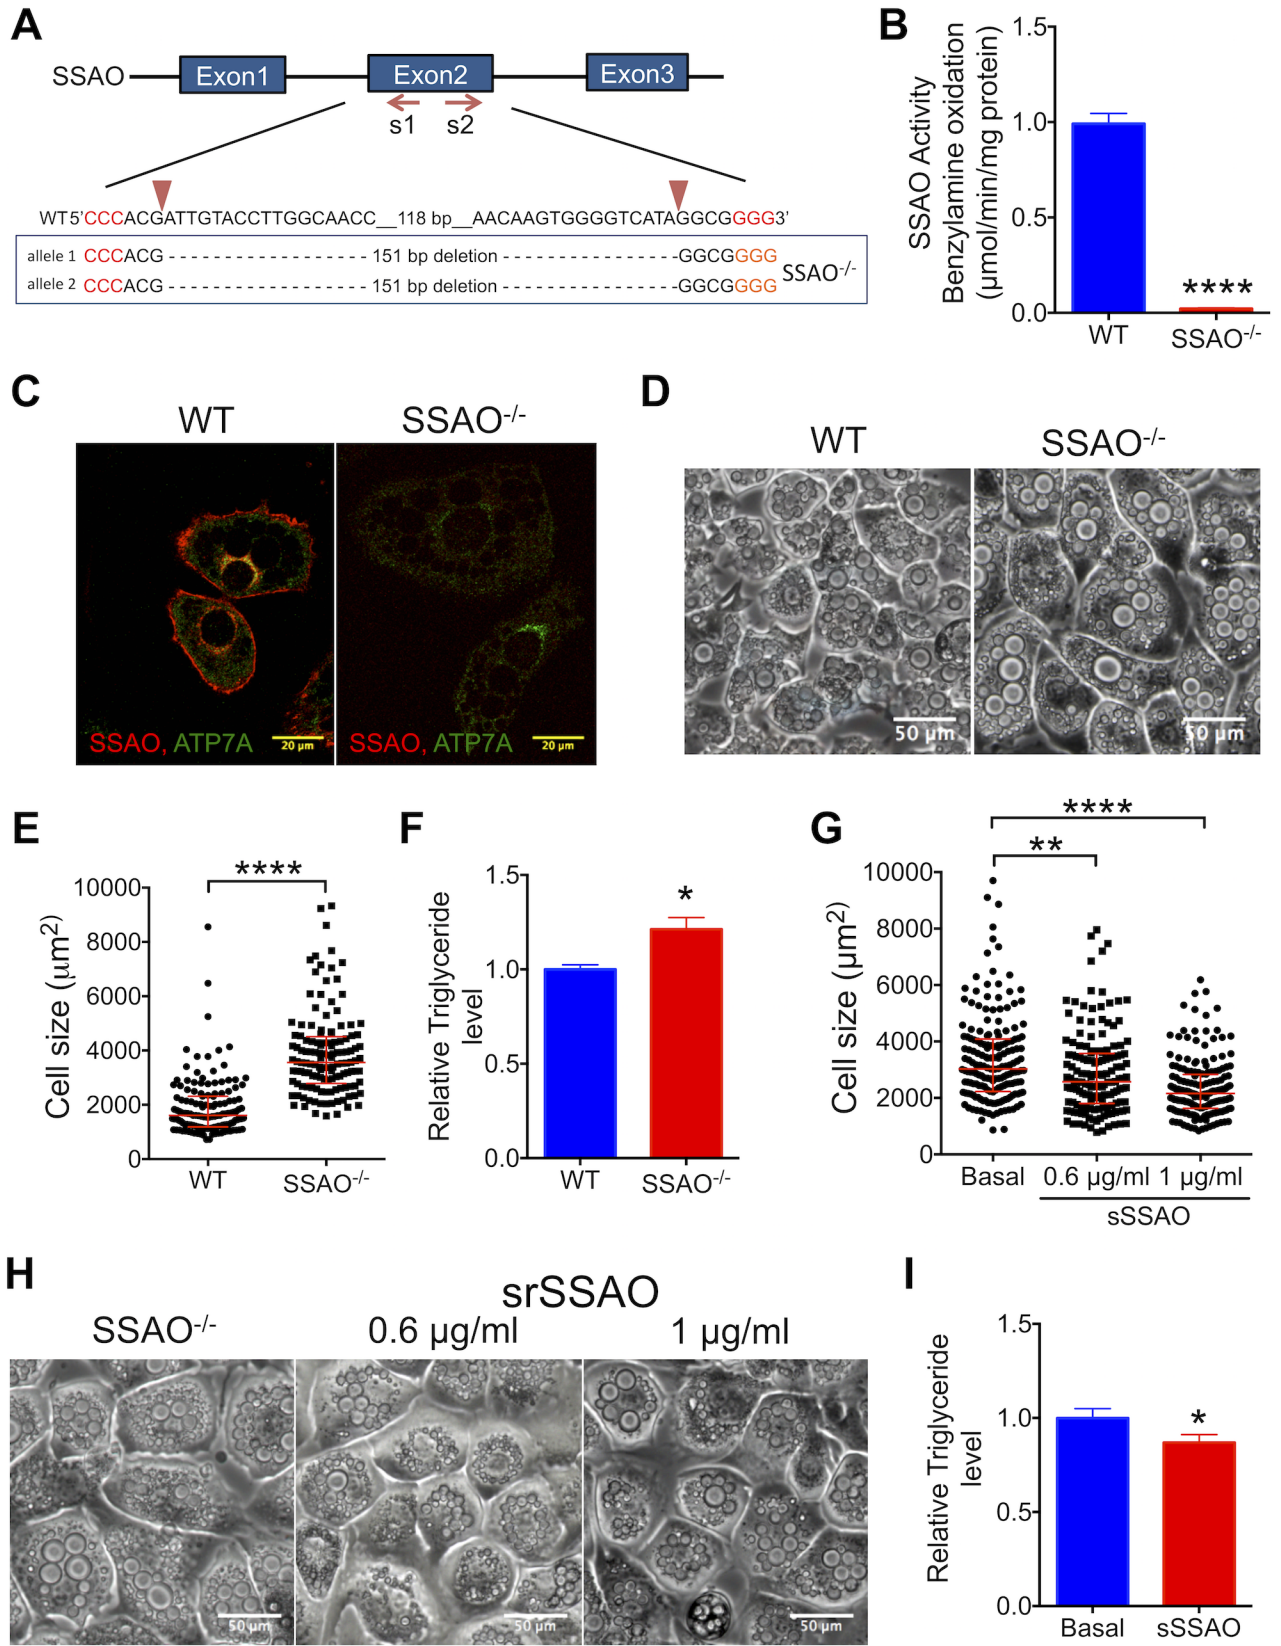 A
SSAO
Exon1
Exon2
Exon3
s1
s2
WT5'CCCACGATTGTACCTTGGCAACC__118 bp__AACAAGTGGGGTCATAGGCGGGG3'
allele 1 CCCACG - - - - - - - - - - - - - - - - - - 151 bp deletion - - - - - - - - - - - - - - - - -GGCGGGG
allele 2 CCCACG - - - - - - - - - - - - - - - - - - 151 bp deletion - - - - - - - - - - - - - - - - -GGCGGGG
SSAO-/-
B
SSAO Activity
Benzylamine oxidation
(μmol/min/mg protein)
1.5
1.0
0.5
0.0
****
WT
SSAO-/-
C
WT
SSAO-/-
SSAO, ATP7A
20 μm
SSAO, ATP7A
20 μm
D
WT
SSAO-/-
50 μm
50 μm
E
Cell size (μm2)
10000
8000
6000
4000
2000
0
****
WT
SSAO-/-
F
Relative Triglyceride
level
1.5
1.0
0.5
0.0
*
WT
SSAO-/-
G
Cell size (μm2)
10000
8000
6000
4000
2000
0
****
**
Basal
0.6 μg/ml
1 μg/ml
sSSAO
H
srSSAO
SSAO-/-
0.6 μg/ml
1 μg/ml
50 μm
50 μm
50 μm
I
Relative Triglyceride
level
1.5
1.0
0.5
0.0
*
Basal
sSSAO